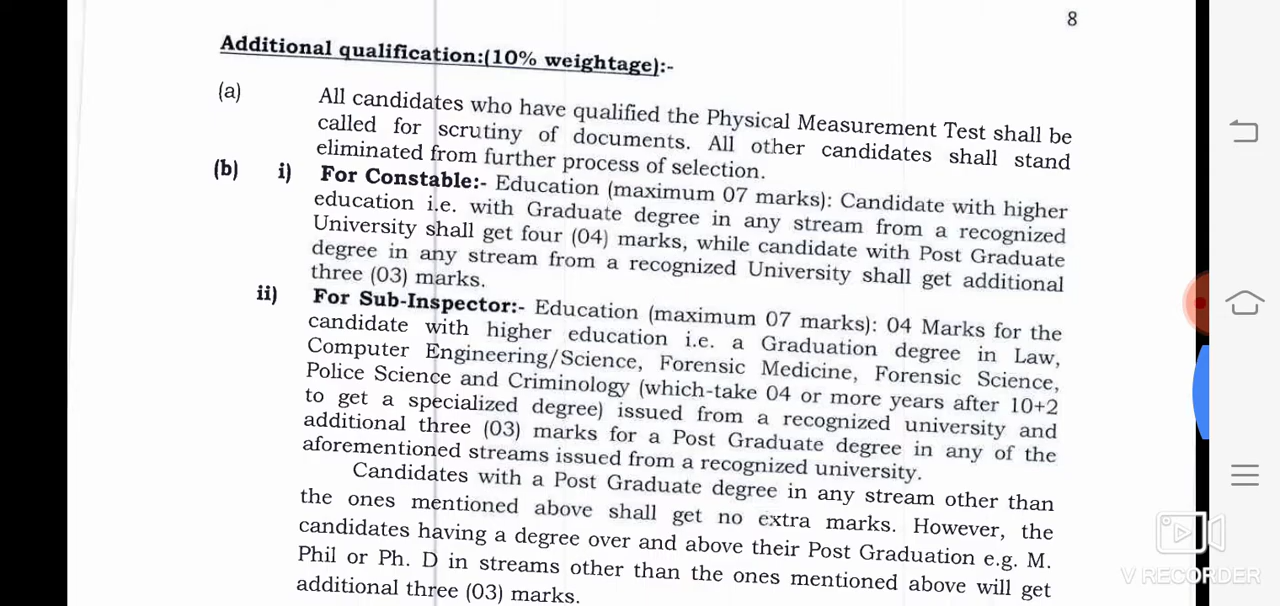 8
Additional qualification:(10% weightage):-
(a) All candidates who have qualified the Physical Measurement Test shall be
called for scrutiny of documents. All other candidates shall stand
eliminated from further process of selection.
(b) i) For Constable:- Education (maximum 07 marks): Candidate with higher
education i.e. with Graduate degree in any stream from a recognized
University shall get four (04) marks, while candidate with Post Graduate
degree in any stream from a recognized University shall get additional
three (03) marks.
ii) For Sub-Inspector:- Education (maximum 07 marks): 04 Marks for the
candidate with higher education i.e. a Graduation degree in Law,
Computer Engineering/Science, Forensic Medicine, Forensic Science,
Police Science and Criminology (which-take 04 or more years after 10+2
to get a specialized degree) issued from a recognized university and
additional three (03) marks for a Post Graduate degree in any of the
aforementioned streams issued from a recognized university.
Candidates with a Post Graduate degree in any stream other than
the ones mentioned above shall get no extra marks. However, the
candidates having a degree over and above their Post Graduation e.g. M.
Phil or Ph. D in streams other than the ones mentioned above will get
additional three (03) marks.
V RECORDER